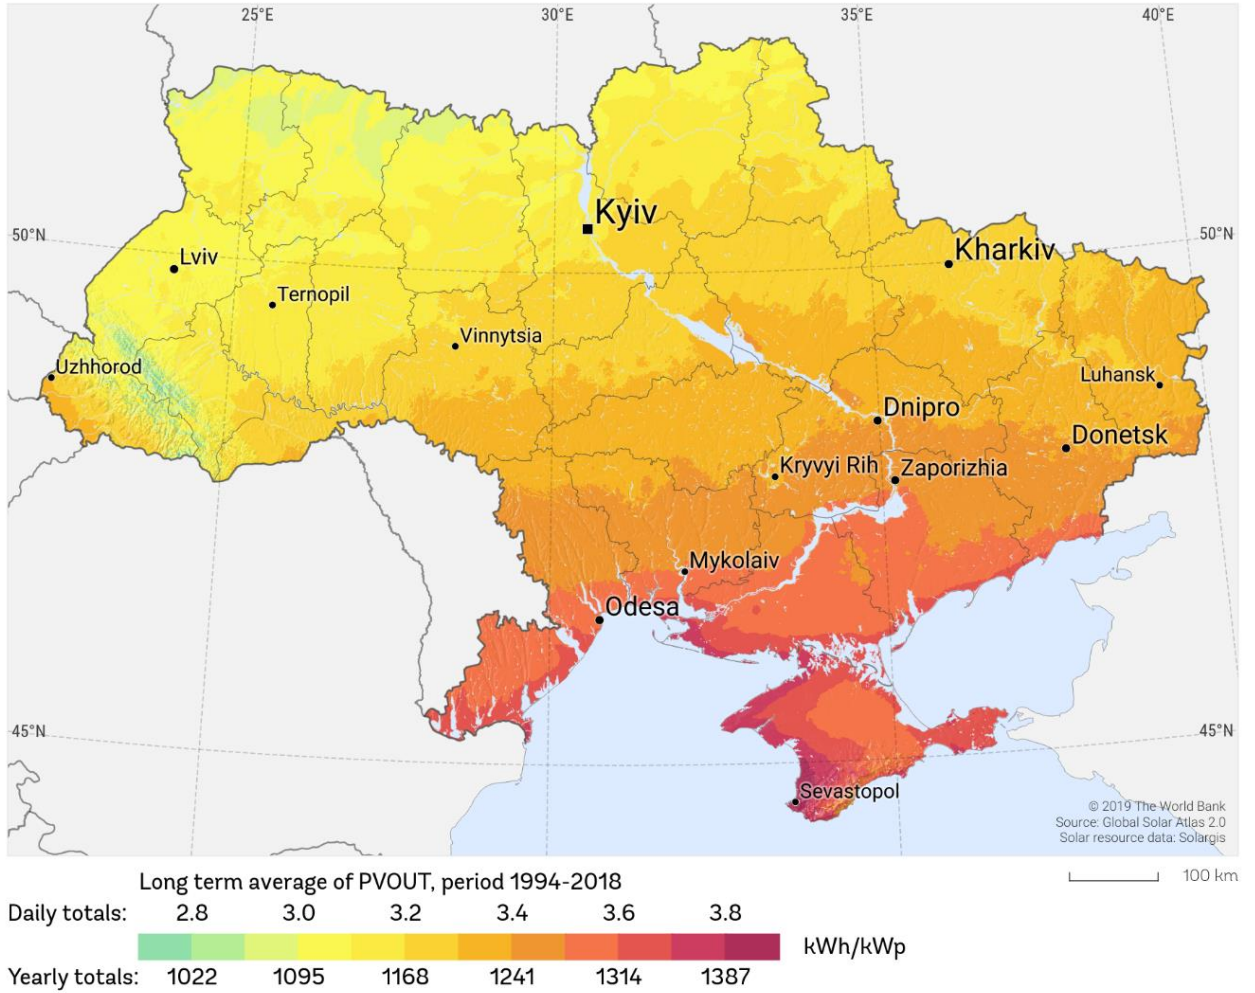 25°E 30°E 35°E 40°E
Kyiv
50°N 50°N
Kharkiv
Lviv
Ternopil
Vinnytsia
Uzhhorod
Luhansk
Dnipro
Donetsk
Kryvyi Rih Zaporizhia
Mykolaiv
Odesa
45°N 45°N
Sevastopol
© 2019 The World Bank
Source: Global Solar Atlas 2.0
Solar resource data: Solargis
100 km
Long term average of PVOUT, period 1994-2018
Daily totals: 2.8 3.0 3.2 3.4 3.6 3.8
kWh/kWp
Yearly totals: 1022 1095 1168 1241 1314 1387